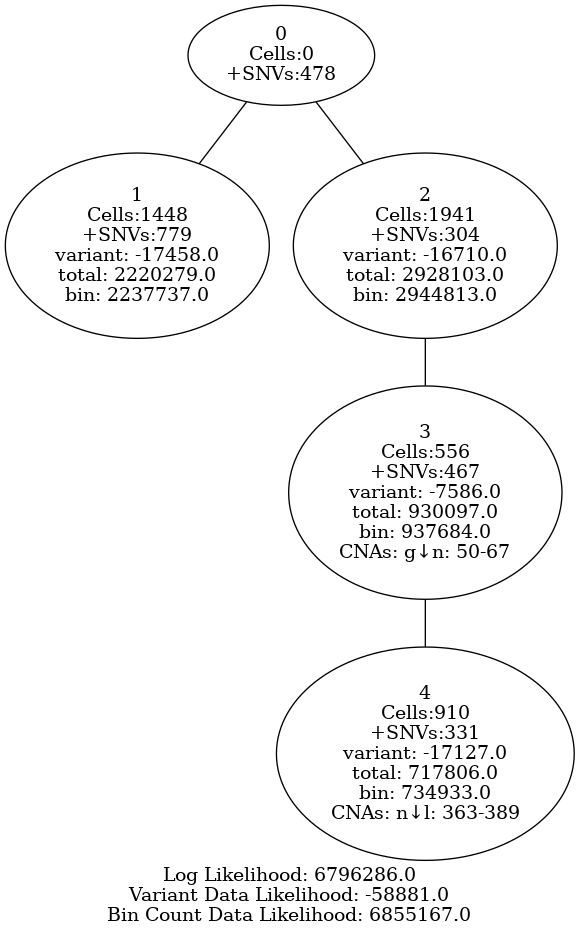 0
Cells:0
+SNVs:478
1
Cells:1448
+SNVs:779
variant: -17458.0
total: 2220279.0
bin: 2237737.0
2
Cells:1941
+SNVs:304
variant: -16710.0
total: 2928103.0
bin: 2944813.0
3
Cells:556
+SNVs:467
variant: -7586.0
total: 930097.0
bin: 937684.0
CNAs: g↓n: 50-67
4
Cells:910
+SNVs:331
variant: -17127.0
total: 717806.0
bin: 734933.0
CNAs: n↓l: 363-389
Log Likelihood: 6796286.0
Variant Data Likelihood: -58881.0
Bin Count Data Likelihood: 6855167.0